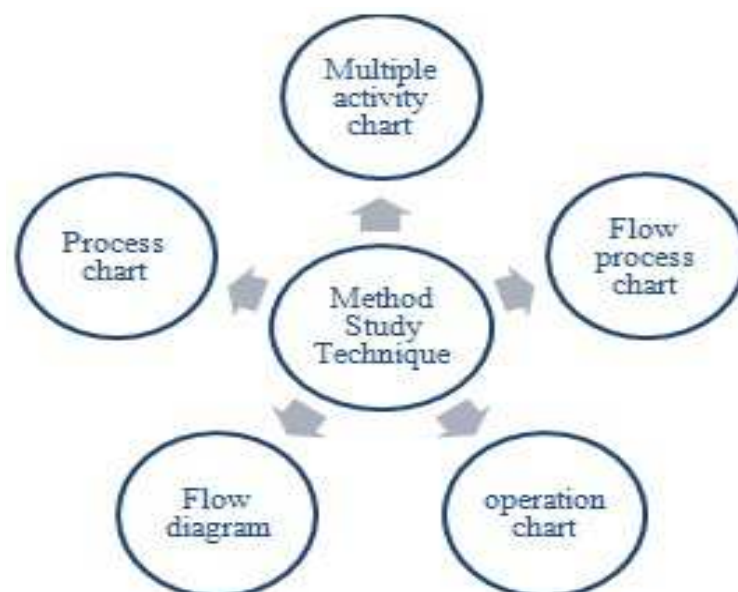 Multiple
activity
chart
Process
chart
Flow
process
chart
Method
Study
Technique
Flow
diagram
operation
chart